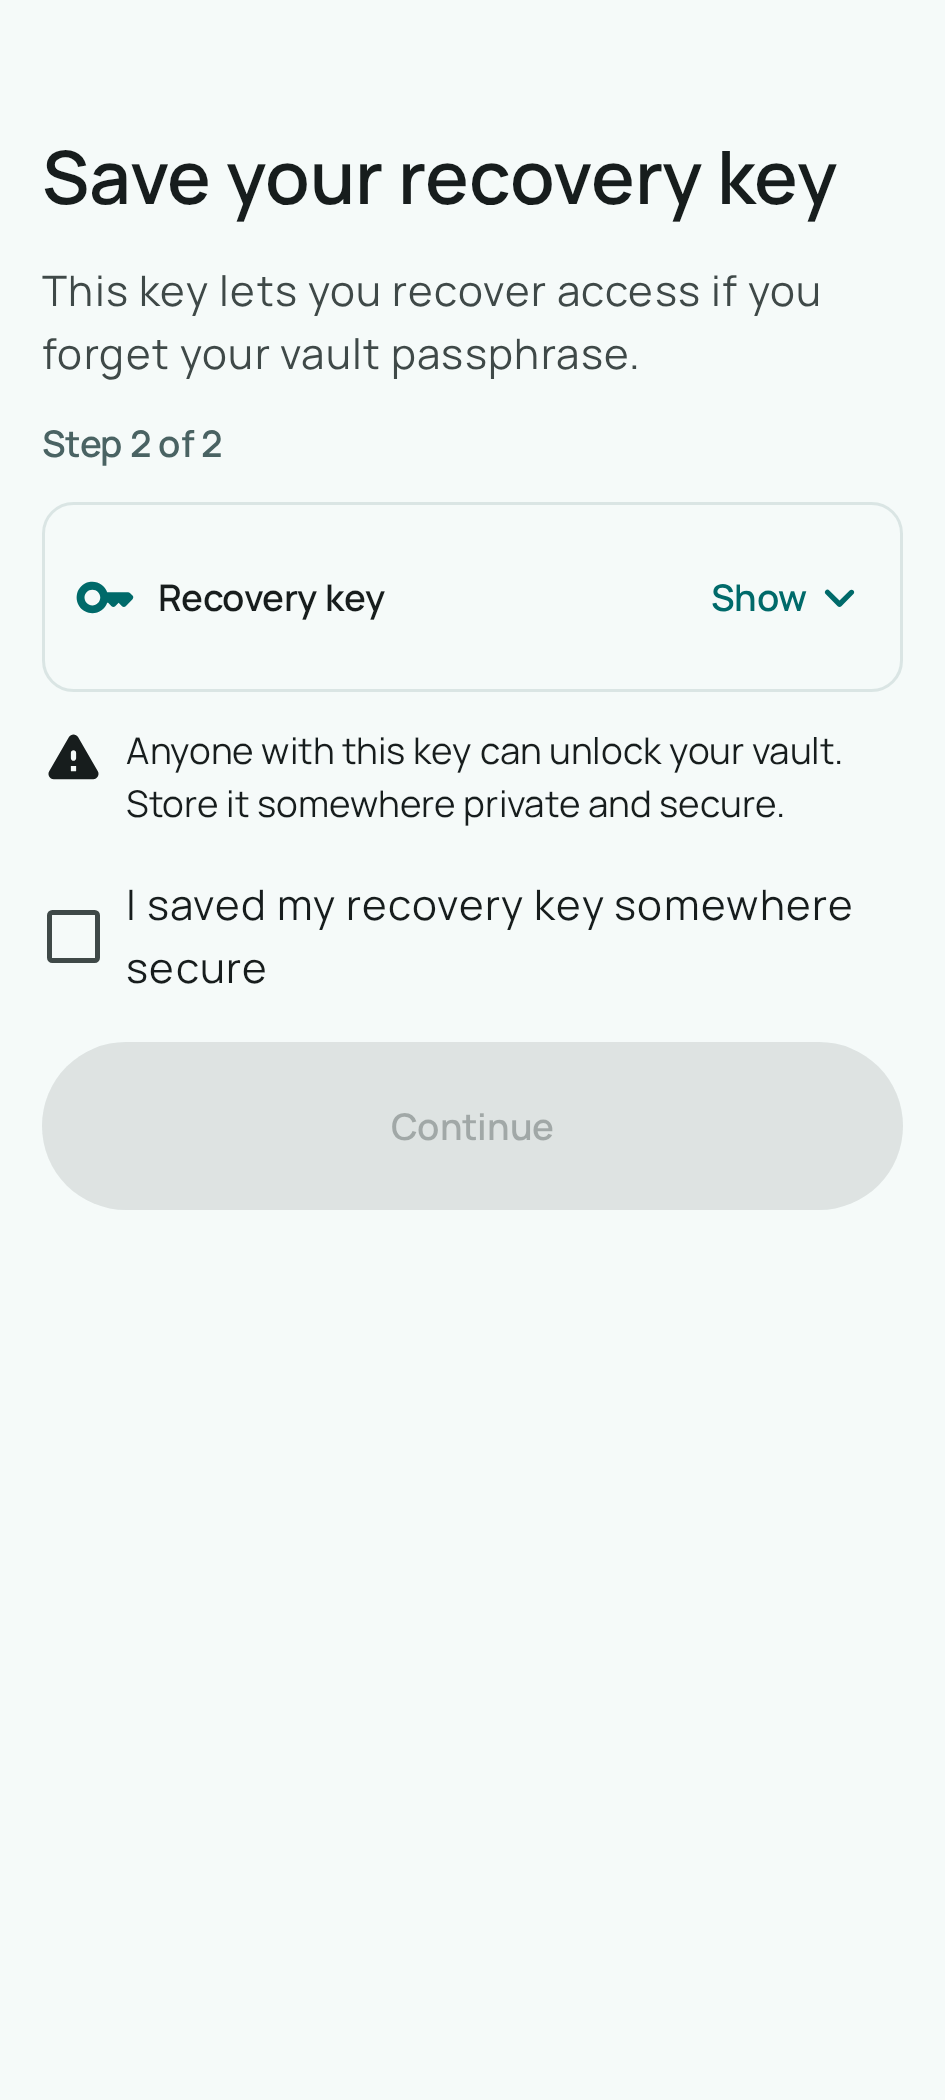 Save your recovery key
This key lets you recover access if you
forget your vault passphrase.
Step 2 of 2
Recovery key
Show
Anyone with this key can unlock your vault.
Store it somewhere private and secure.
I saved my recovery key somewhere
secure
Continue